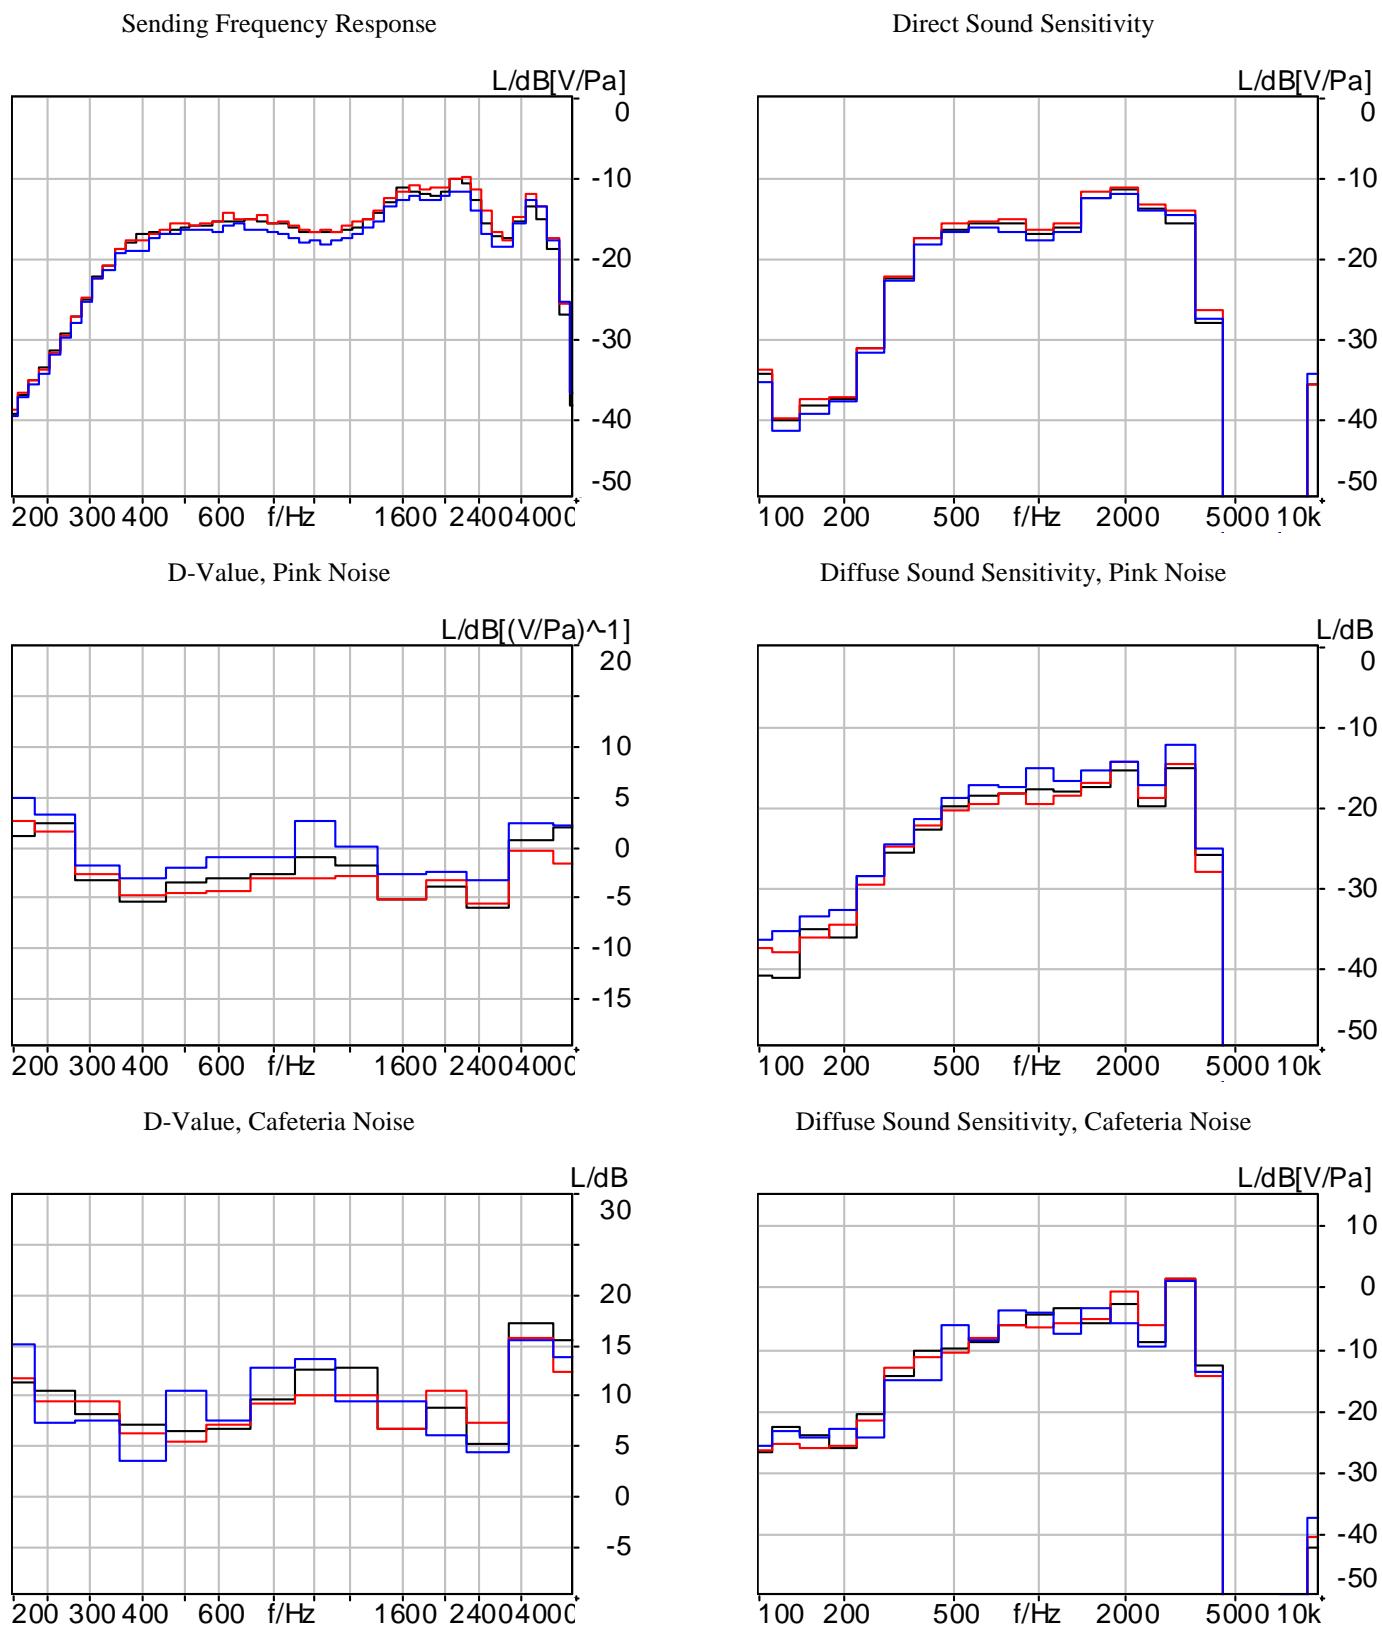 Sending Frequency Response
L/dB[V/Pa]
0
-10
-20
-30
-40
-50
200 300 400 600 f/Hz 1600 2400 4000
Direct Sound Sensitivity
L/dB[V/Pa]
0
-10
-20
-30
-40
-50
100 200 500 f/Hz 2000 5000 10k
D-Value, Pink Noise
L/dB[(V/Pa)^-1]
20
10
5
0
-5
-10
-15
200 300 400 600 f/Hz 1600 2400 4000
Diffuse Sound Sensitivity, Pink Noise
L/dB
0
-10
-20
-30
-40
-50
100 200 500 f/Hz 2000 5000 10k
D-Value, Cafeteria Noise
L/dB
30
20
15
10
5
0
-5
200 300 400 600 f/Hz 1600 2400 4000
Diffuse Sound Sensitivity, Cafeteria Noise
L/dB[V/Pa]
10
0
-10
-20
-30
-40
-50
100 200 500 f/Hz 2000 5000 10k